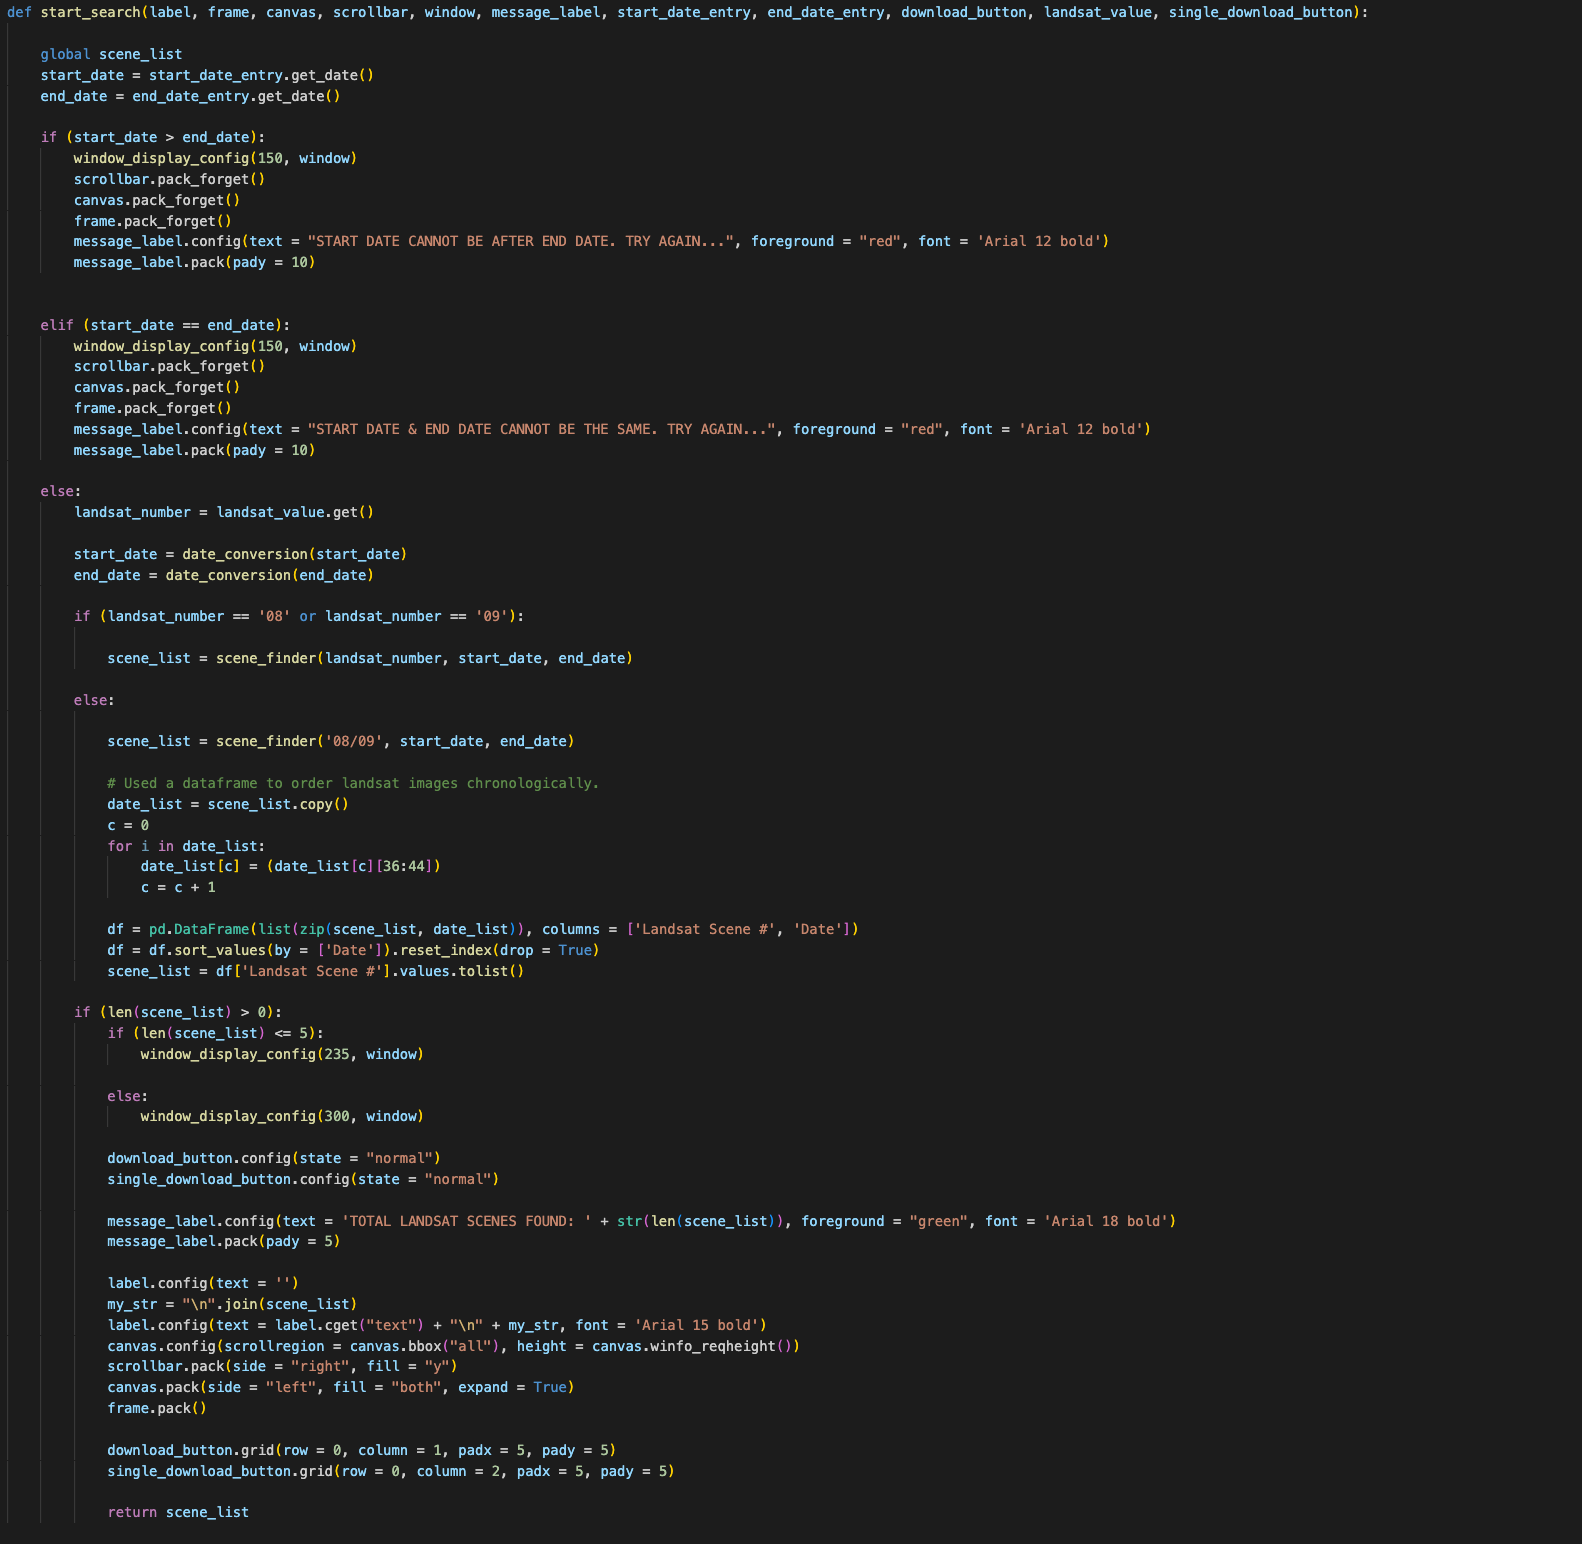 def start_search(label, frame, canvas, scrollbar, window, message_label, start_date_entry, end_date_entry, download_button, landsat_value, single_download_button):
global scene_list
start_date = start_date_entry.get_date()
end_date = end_date_entry.get_date()
if (start_date > end_date):
window_display_config(150, window)
scrollbar.pack_forget()
canvas.pack_forget()
frame.pack_forget()
message_label.config(text = "START DATE CANNOT BE AFTER END DATE. TRY AGAIN...", foreground = "red", font = 'Arial 12 bold')
message_label.pack(pady = 10)
elif (start_date == end_date):
window_display_config(150, window)
scrollbar.pack_forget()
canvas.pack_forget()
frame.pack_forget()
message_label.config(text = "START DATE & END DATE CANNOT BE THE SAME. TRY AGAIN...", foreground = "red", font = 'Arial 12 bold')
message_label.pack(pady = 10)
else:
landsat_number = landsat_value.get()
start_date = date_conversion(start_date)
end_date = date_conversion(end_date)
if (landsat_number == '08' or landsat_number == '09'):
scene_list = scene_finder(landsat_number, start_date, end_date)
else:
scene_list = scene_finder('08/09', start_date, end_date)
# Used a dataframe to order landsat images chronologically.
date_list = scene_list.copy()
c = 0
for i in date_list:
date_list[c] = (date_list[c][36:44])
c = c + 1
df = pd.DataFrame(list(zip(scene_list, date_list)), columns = ['Landsat Scene #', 'Date'])
df = df.sort_values(by = ['Date']).reset_index(drop = True)
scene_list = df['Landsat Scene #'].values.tolist()
if (len(scene_list) > 0):
if (len(scene_list) <= 5):
window_display_config(235, window)
else:
window_display_config(300, window)
download_button.config(state = "normal")
single_download_button.config(state = "normal")
message_label.config(text = 'TOTAL LANDSAT SCENES FOUND: ' + str(len(scene_list)), foreground = "green", font = 'Arial 18 bold')
message_label.pack(pady = 5)
label.config(text = '')
my_str = "\n".join(scene_list)
label.config(text = label.cget("text") + "\n" + my_str, font = 'Arial 15 bold')
canvas.config(scrollregion = canvas.bbox("all"), height = canvas.winfo_reqheight())
scrollbar.pack(side = "right", fill = "y")
canvas.pack(side = "left", fill = "both", expand = True)
frame.pack()
download_button.grid(row = 0, column = 1, padx = 5, pady = 5)
single_download_button.grid(row = 0, column = 2, padx = 5, pady = 5)
return scene_list